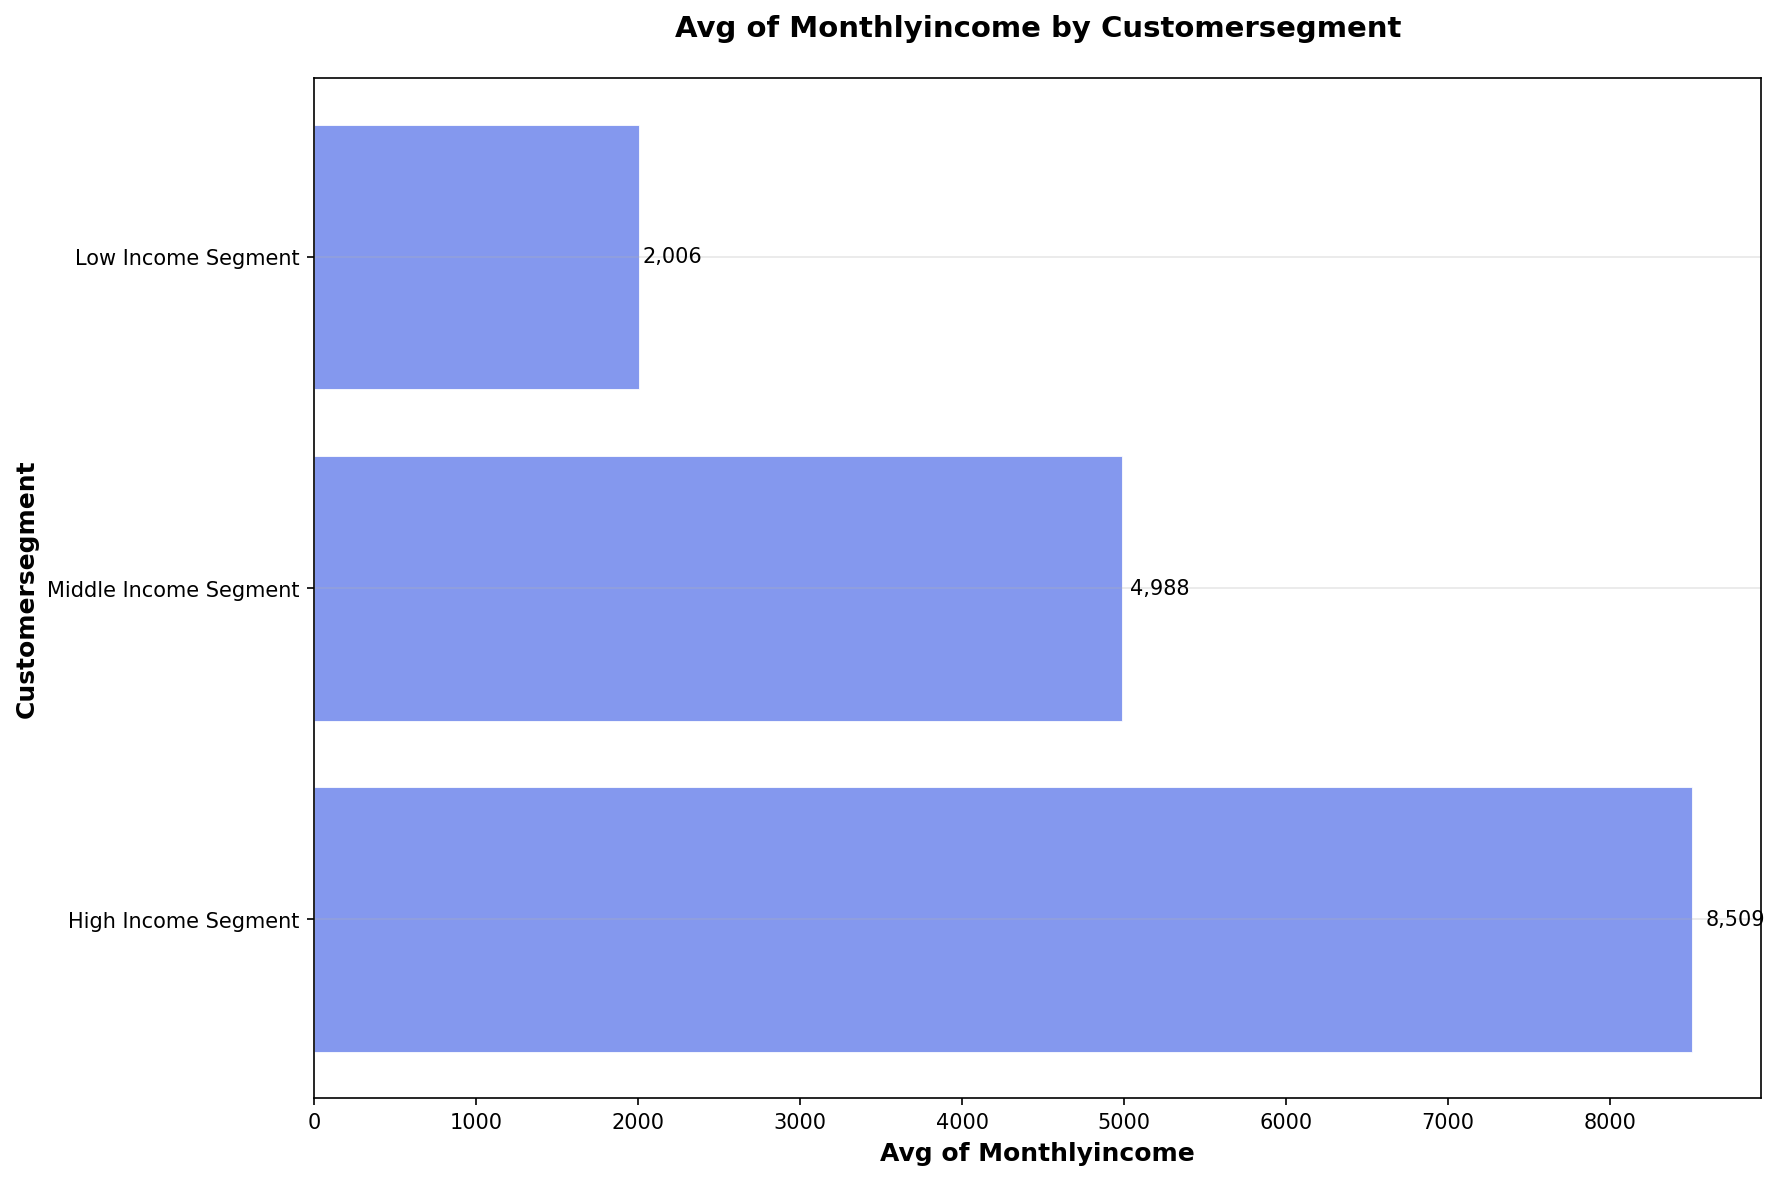 Avg of Monthlyincome by Customersegment
Customersegment
Low Income Segment
2,006
Middle Income Segment
4,988
High Income Segment
8,509
0 1000 2000 3000 4000 5000 6000 7000 8000
Avg of Monthlyincome